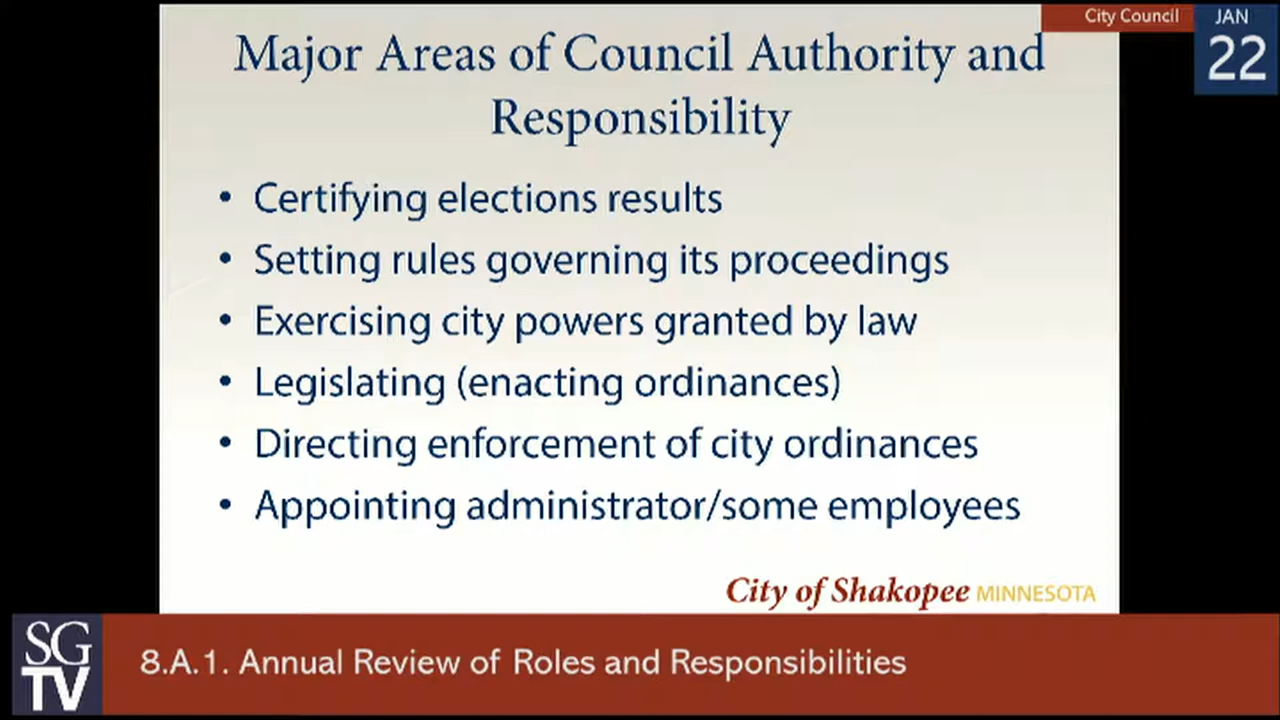 City Council
JAN
22
Major Areas of Council Authority and
Responsibility
• Certifying elections results
• Setting rules governing its proceedings
• Exercising city powers granted by law
• Legislating (enacting ordinances)
• Directing enforcement of city ordinances
• Appointing administrator/some employees
City of Shakopee MINNESOTA
SG
TV
8.A.1. Annual Review of Roles and Responsibilities